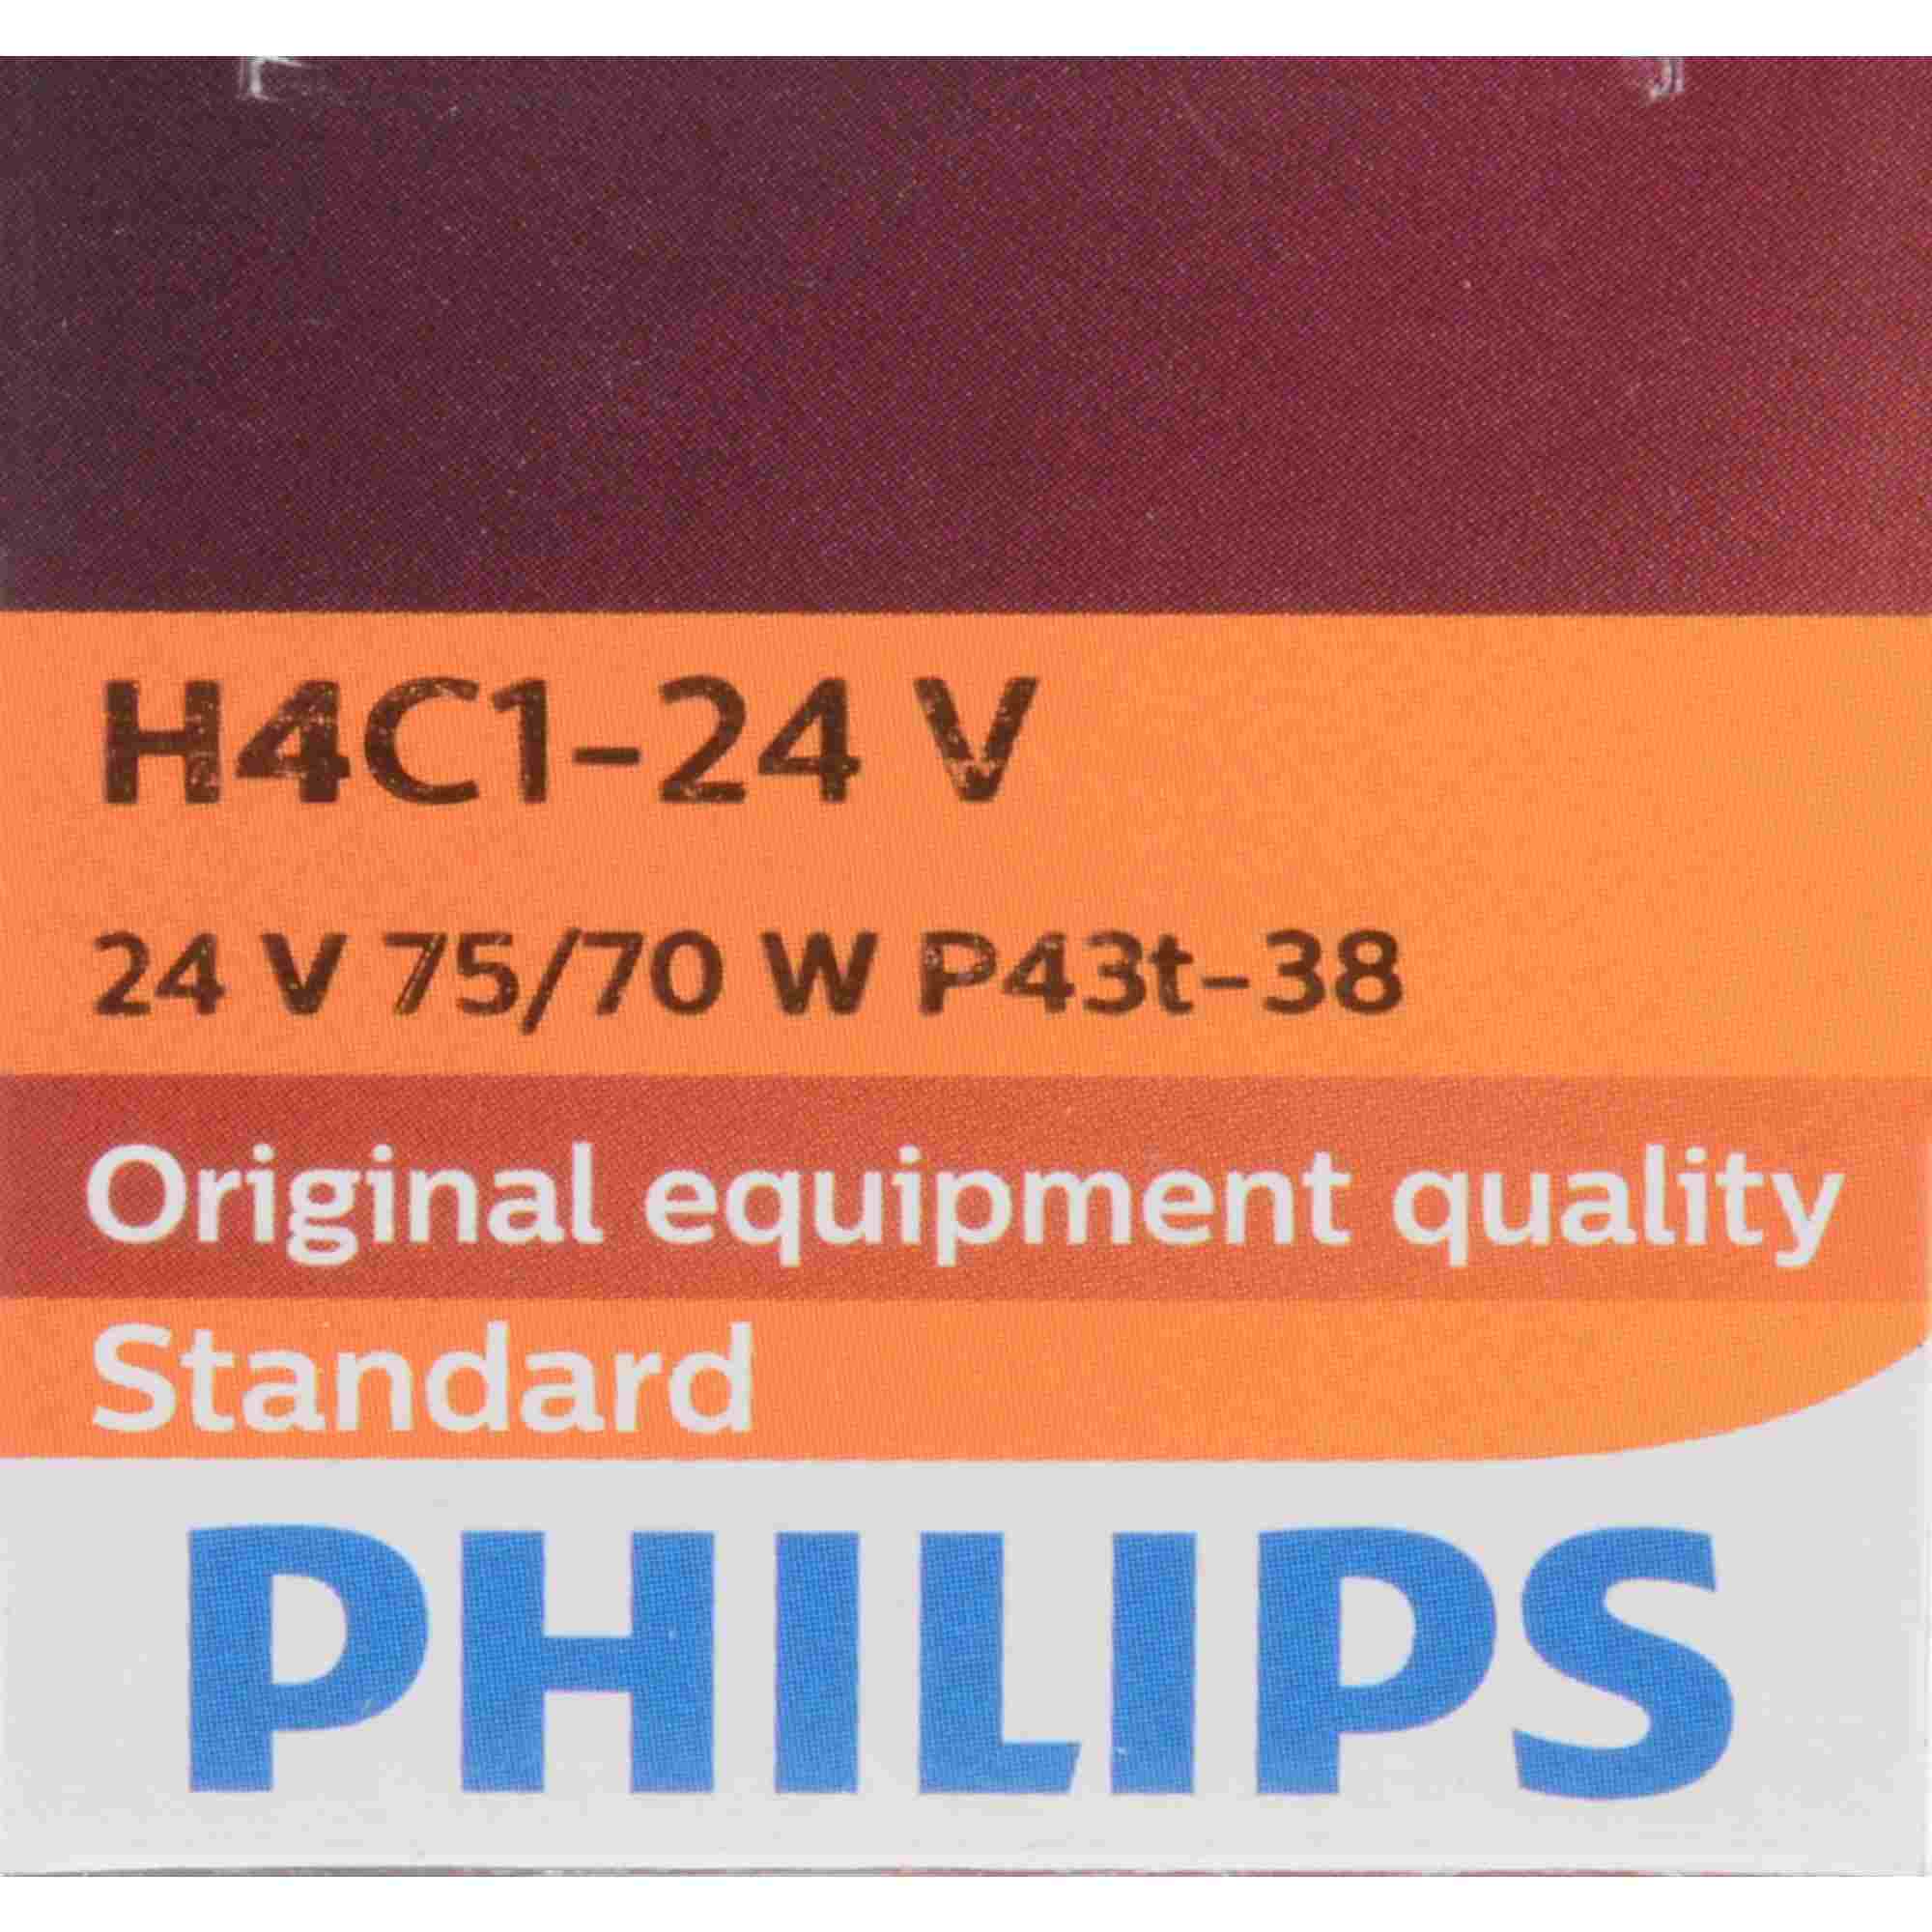 H4C1-24 V
24 V 75/70 W P43t-38
Original equipment quality
Standard
PHILIPS